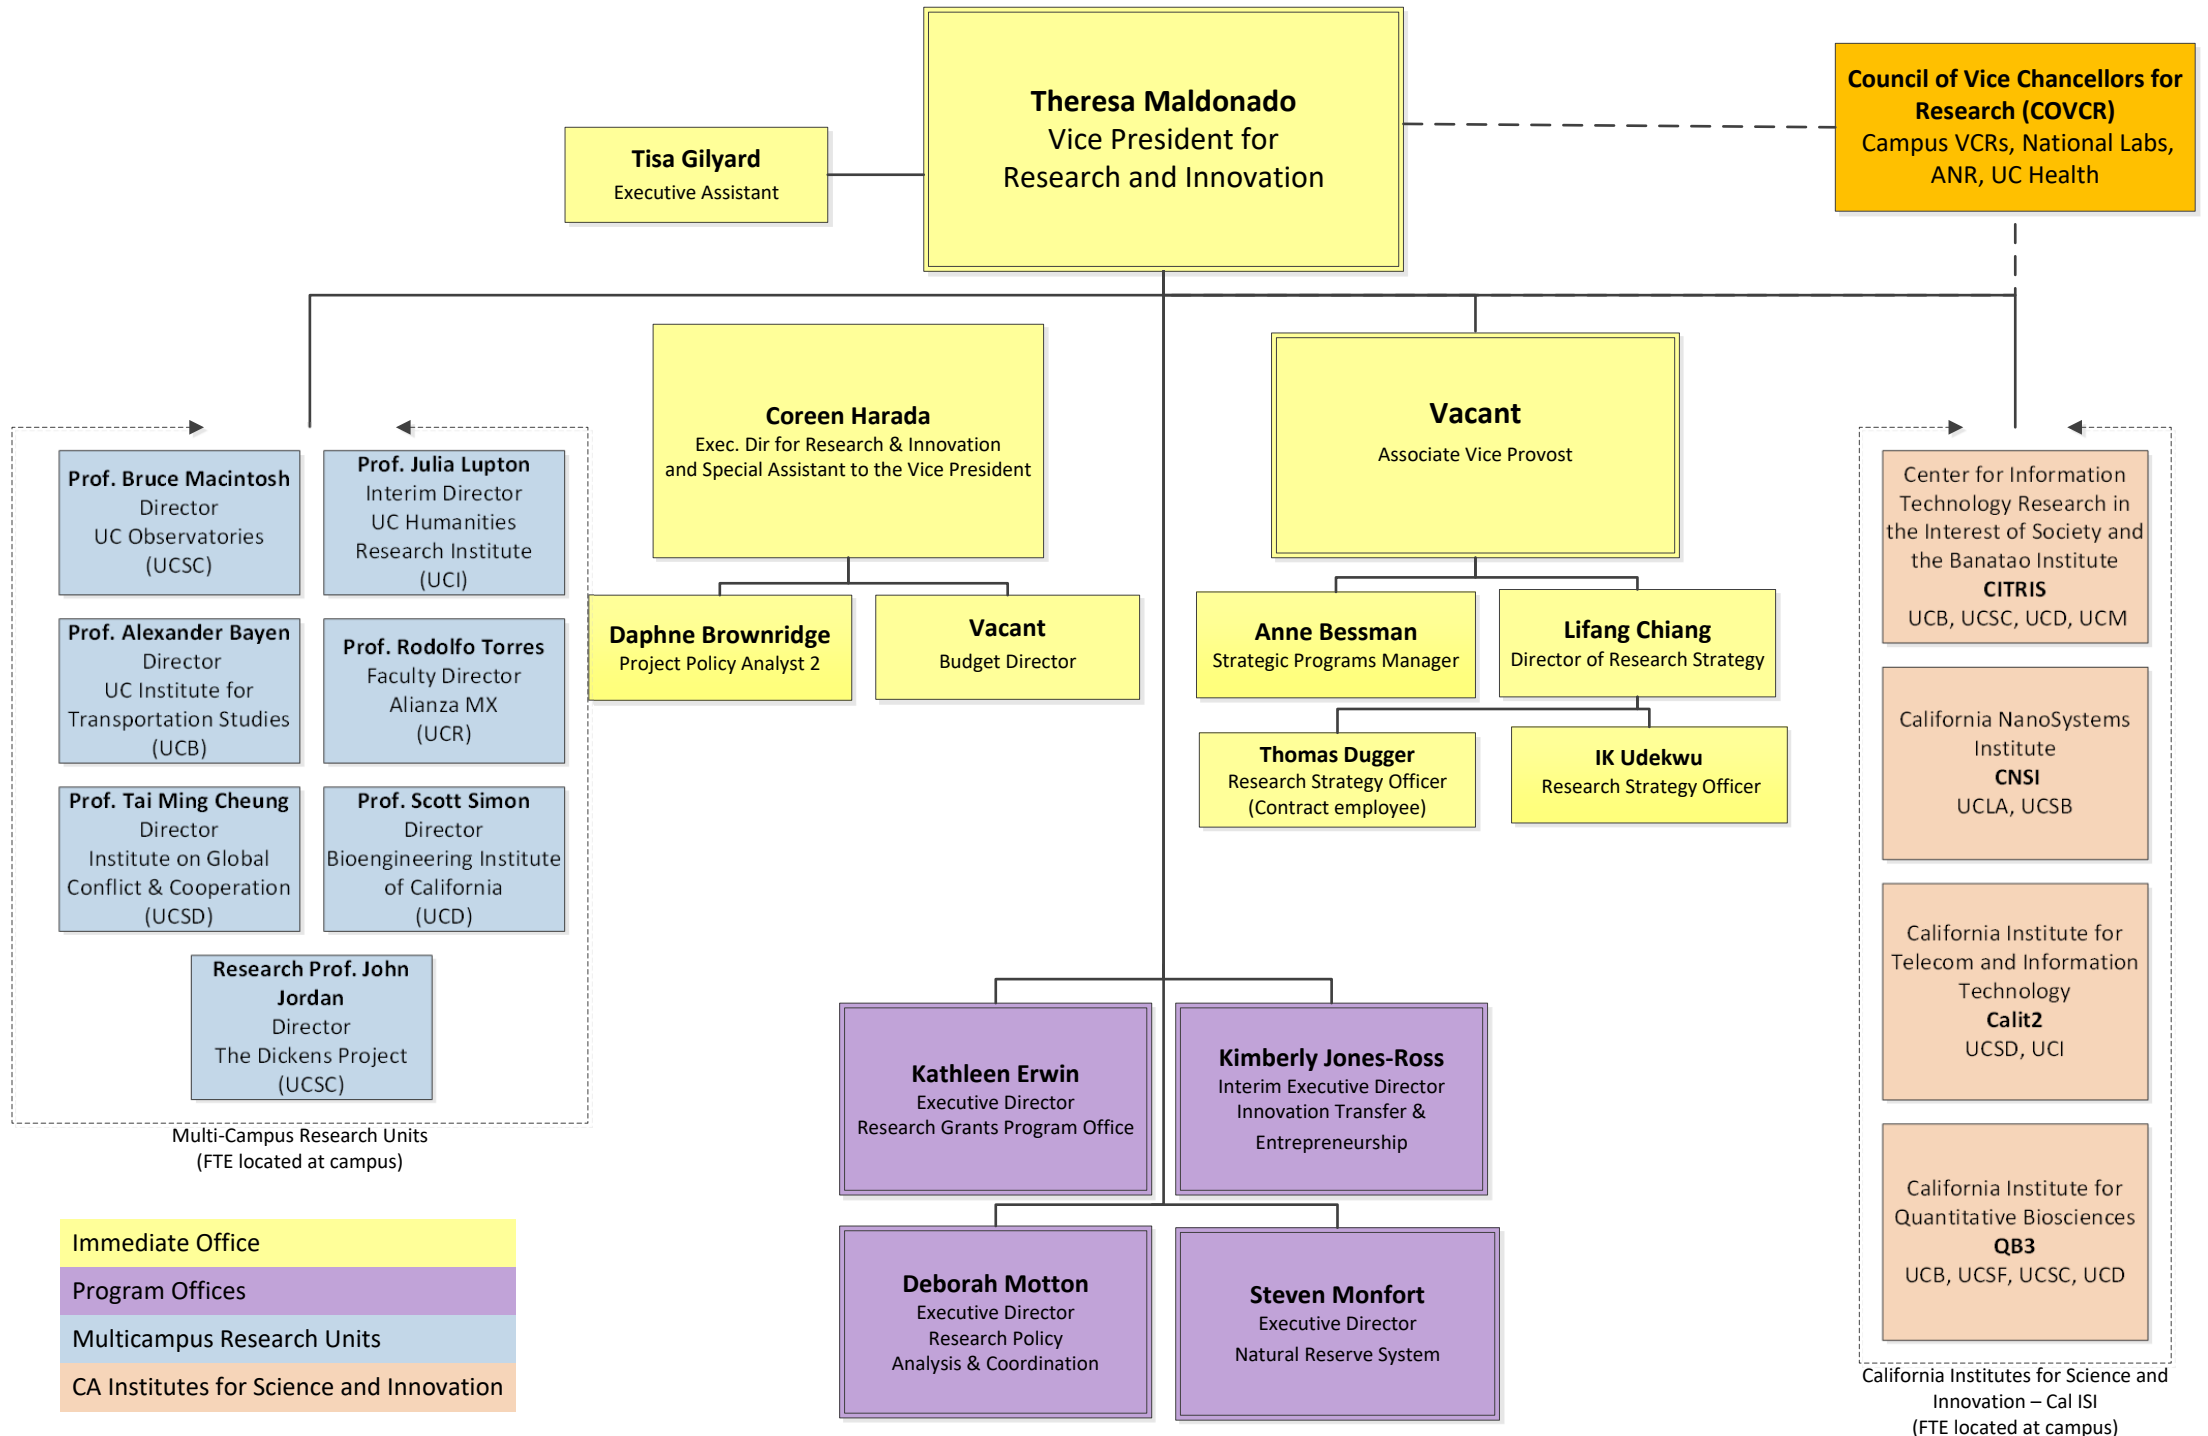 Theresa Maldonado
Vice President for
Research and Innovation
Council of Vice Chancellors for
Research (COVCR)
Campus VCRs, National Labs,
ANR, UC Health
Tisa Gilyard
Executive Assistant
Coreen Harada
Exec. Dir for Research & Innovation
and Special Assistant to the Vice President
Vacant
Associate Vice Provost
Prof. Bruce Macintosh
Director
UC Observatories
(UCSC)
Prof. Julia Lupton
Interim Director
UC Humanities
Research Institute
(UCI)
Prof. Alexander Bayen
Director
UC Institute for
Transportation Studies
(UCB)
Prof. Rodolfo Torres
Faculty Director
Alianza MX
(UCR)
Prof. Tai Ming Cheung
Director
Institute on Global
Conflict & Cooperation
(UCSD)
Prof. Scott Simon
Director
Bioengineering Institute
of California
(UCD)
Research Prof. John
Jordan
Director
The Dickens Project
(UCSC)
Multi-Campus Research Units
(FTE located at campus)
Daphne Brownridge
Project Policy Analyst 2
Vacant
Budget Director
Anne Bessman
Strategic Programs Manager
Lifang Chiang
Director of Research Strategy
Thomas Dugger
Research Strategy Officer
(Contract employee)
IK Udekwu
Research Strategy Officer
Center for Information
Technology Research in
the Interest of Society and
the Banatao Institute
CITRIS
UCB, UCSC, UCD, UCM
California NanoSystems
Institute
CNSI
UCLA, UCSB
California Institute for
Telecom and Information
Technology
Calit2
UCSD, UCI
California Institute for
Quantitative Biosciences
QB3
UCB, UCSF, UCSC, UCD
California Institutes for Science and
Innovation – Cal ISI
(FTE located at campus)
Kathleen Erwin
Executive Director
Research Grants Program Office
Kimberly Jones-Ross
Interim Executive Director
Innovation Transfer &
Entrepreneurship
Deborah Motton
Executive Director
Research Policy
Analysis & Coordination
Steven Monfort
Executive Director
Natural Reserve System
Immediate Office
Program Offices
Multicampus Research Units
CA Institutes for Science and Innovation